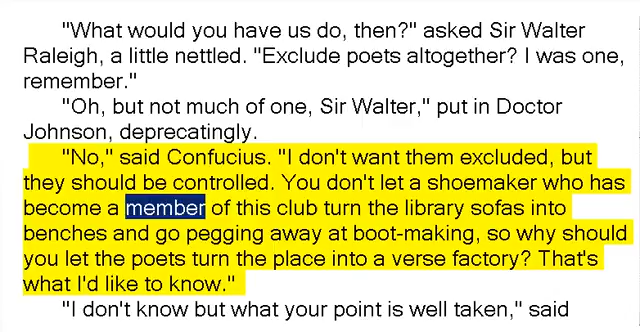 "What would you have us do, then?" asked Sir Walter
Raleigh, a little nettled. "Exclude poets altogether? I was one,
remember."
"Oh, but not much of one, Sir Walter," put in Doctor
Johnson, deprecatingly.
"No," said Confucius. "I don't want them excluded, but
they should be controlled. You don't let a shoemaker who has
become a member of this club turn the library sofas into
benches and go pegging away at boot-making, so why should
you let the poets turn the place into a verse factory? That's
what I'd like to know."
"I don't know but what your point is well taken," said